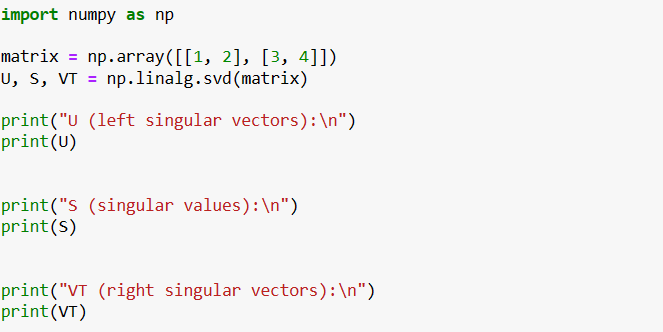 import numpy as np
matrix = np.array([[1, 2], [3, 4]])
U, S, VT = np.linalg.svd(matrix)
print("U (left singular vectors):\n")
print(U)
print("S (singular values):\n")
print(S)
print("VT (right singular vectors):\n")
print(VT)